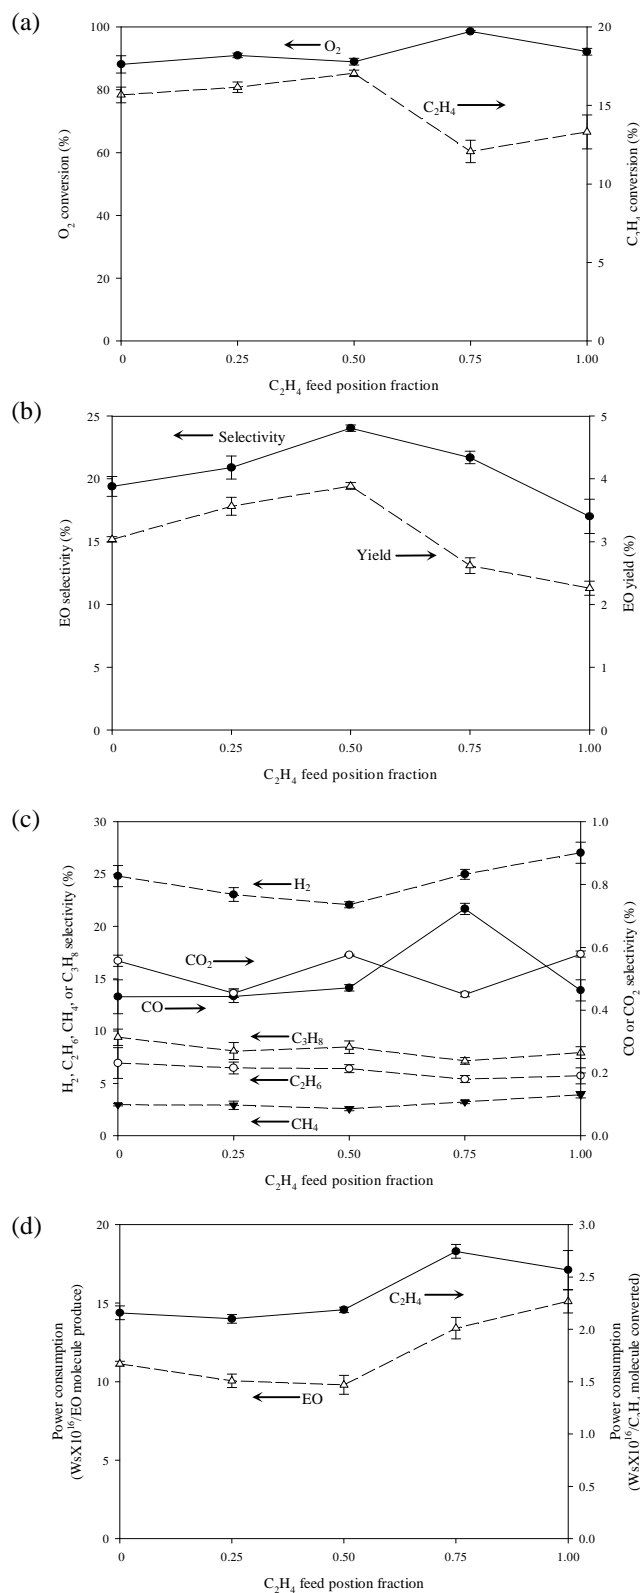 (a)
100
80
60
40
20
0
O₂ conversion (%)
O₂
C₂H₄
20
15
10
5
0
C₂H₄ conversion (%)
0 0.25 0.50 0.75 1.00
C₂H₄ feed position fraction
(b)
25
20
15
10
5
0
EO selectivity (%)
Selectivity
Yield
5
4
3
2
1
0
EO yield (%)
0 0.25 0.50 0.75 1.00
C₂H₄ feed position fraction
(c)
30
25
20
15
10
5
0
H₂, C₂H₆, CH₄, or C₃H₈ selectivity (%)
H₂
CO₂
CO
C₃H₈
C₂H₆
CH₄
1.0
0.8
0.6
0.4
0.2
0.0
CO or CO₂ selectivity (%)
0 0.25 0.50 0.75 1.00
C₂H₄ feed position fraction
(d)
20
15
10
5
0
Power consumption
(WsX10¹⁶/EO molecule produce)
C₂H₄
EO
3.0
2.5
2.0
1.5
1.0
0.5
0.0
Power consumption
(WsX10¹⁶/C₂H₄ molecule converted)
0 0.25 0.50 0.75 1.00
C₂H₄ feed postion fraction